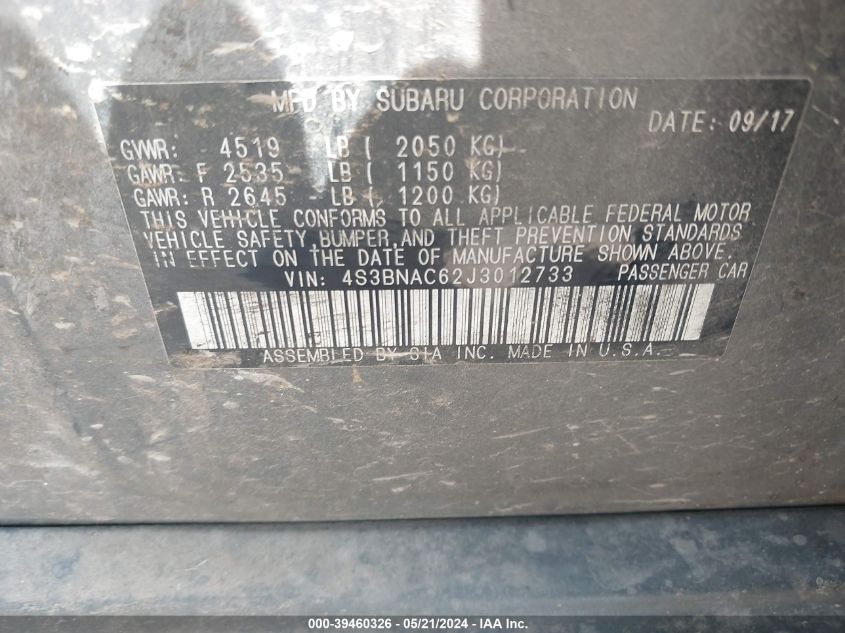 MFD BY SUBARU CORPORATION
DATE: 09/17
GVWR: 4519 LB ( 2050 KG)
GAWR: F 2535 LB ( 1150 KG)
GAWR: R 2645 LB ( 1200 KG)
THIS VEHICLE CONFORMS TO ALL APPLICABLE FEDERAL MOTOR
VEHICLE SAFETY, BUMPER, AND THEFT PREVENTION STANDARDS
IN EFFECT ON THE DATE OF MANUFACTURE SHOWN ABOVE.
VIN: 4S3BNAC62J3012733 PASSENGER CAR
ASSEMBLED BY SIA INC. MADE IN U.S.A.
000-39460326 - 05/21/2024 - IAAI.com